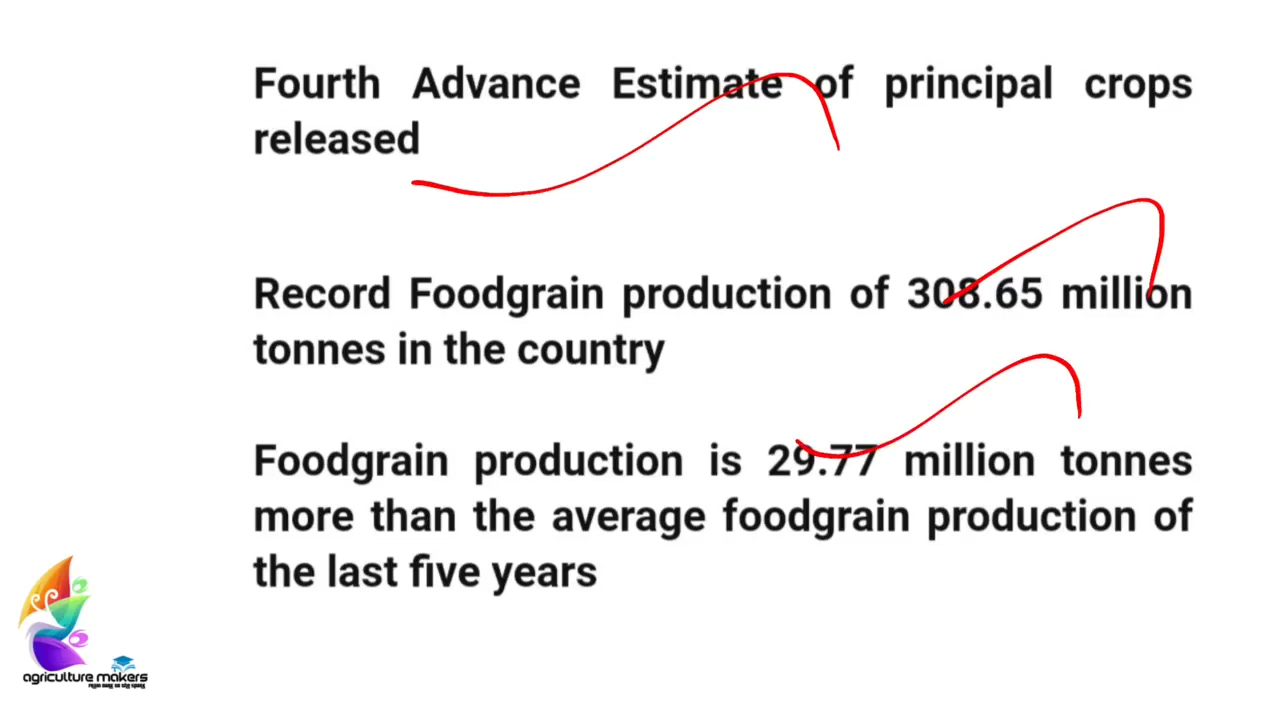 Fourth Advance Estimate of principal crops
released
Record Foodgrain production of 308.65 million
tonnes in the country
Foodgrain production is 29.77 million tonnes
more than the average foodgrain production of
the last five years
agriculture makers